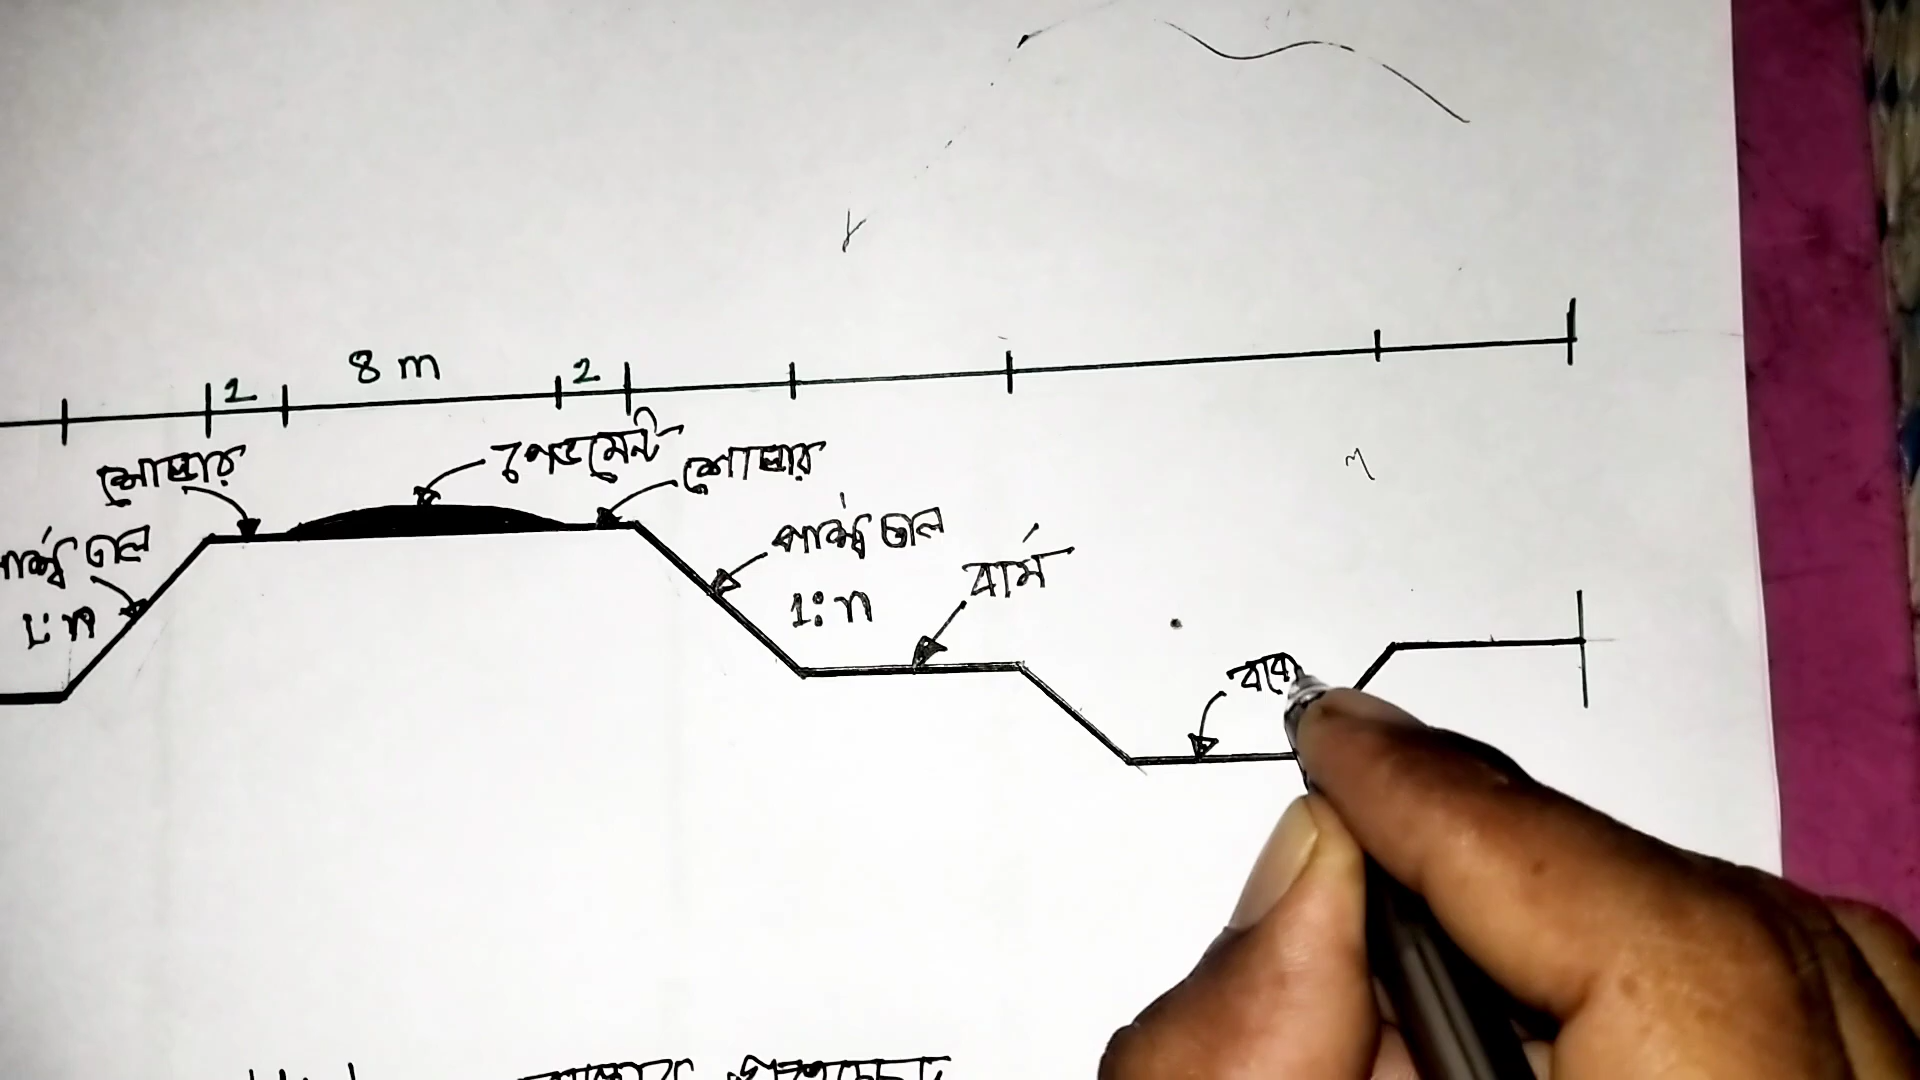 2 8 m 2
শোল্ডার পেভমেন্ট শোল্ডার
পার্শ্ব ঢাল পার্শ্ব ঢাল
1:n 1:n বার্ম